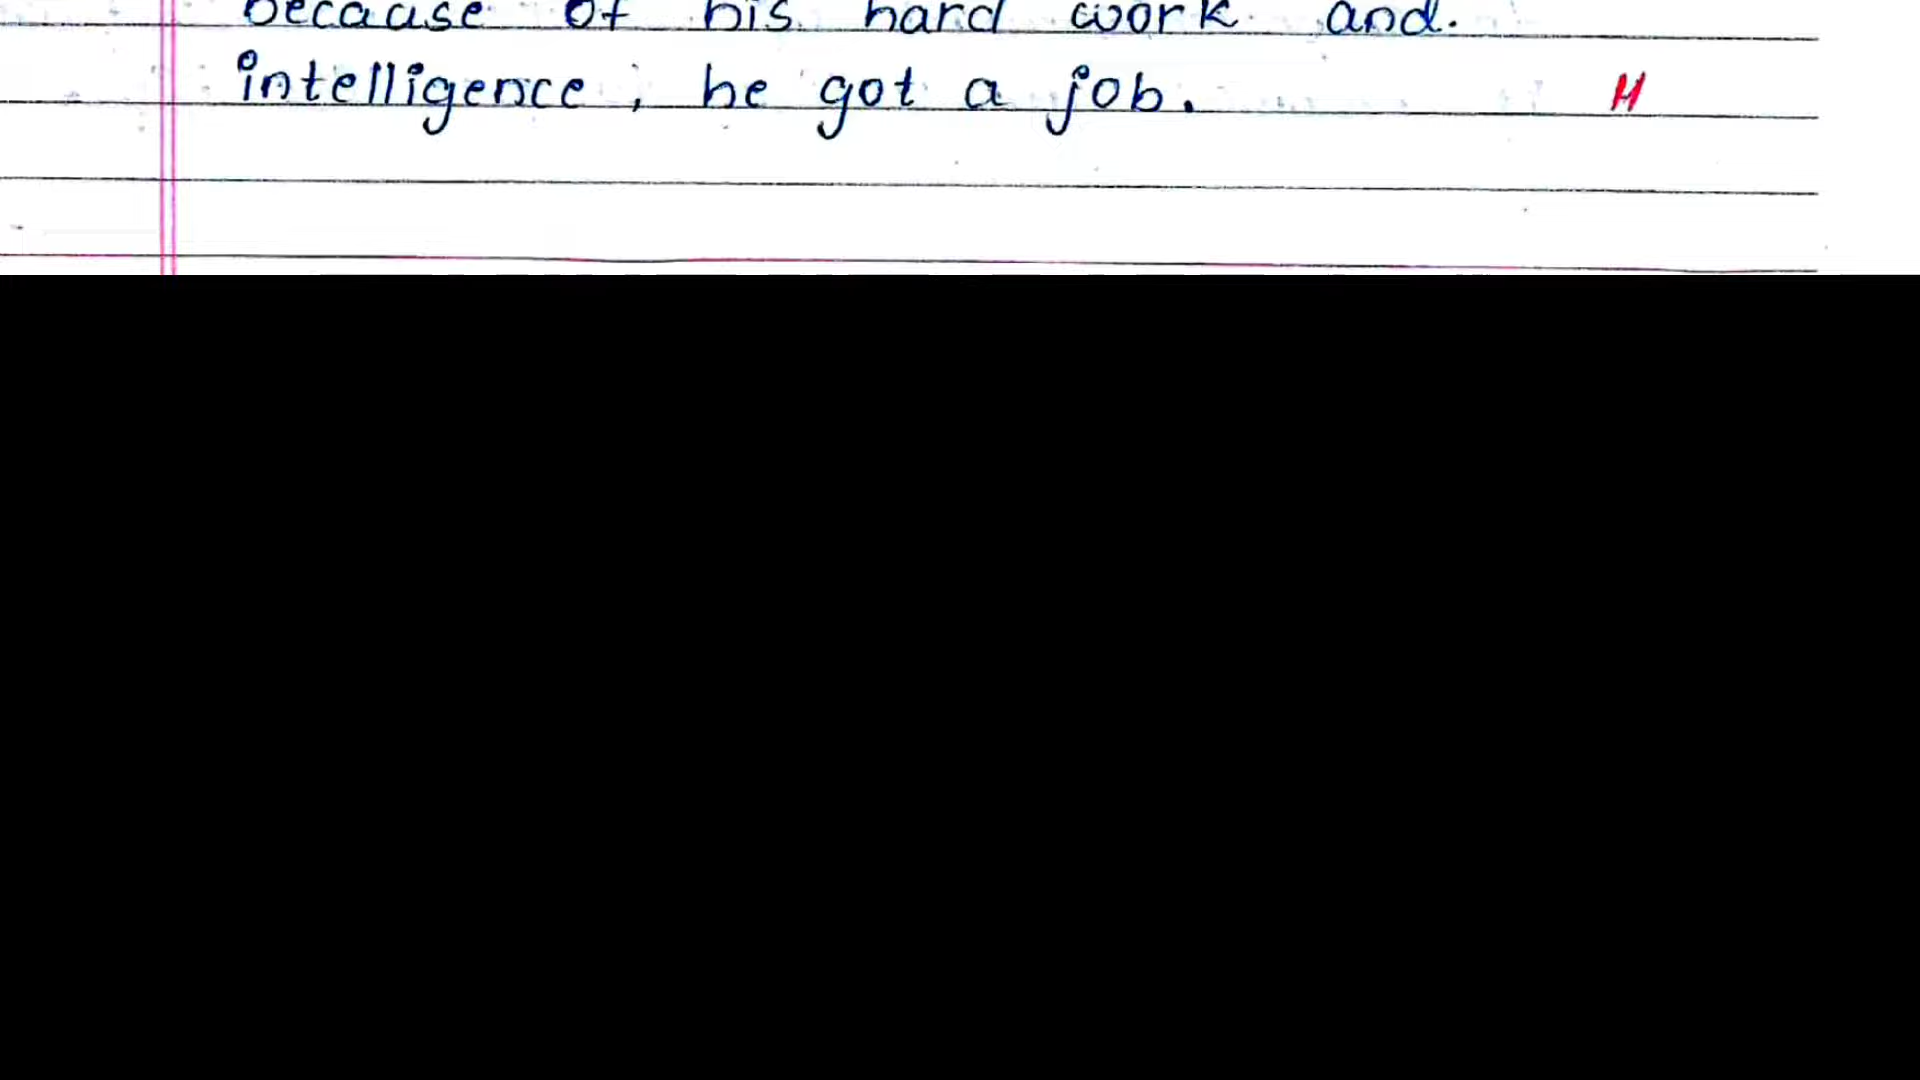 because of his hard work and.
intelligence, he got a job. H